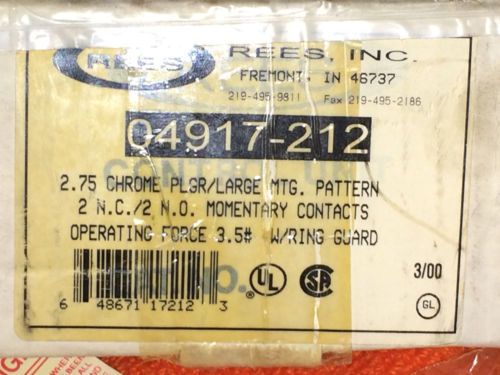 REES REES, INC.
FREMONT, IN 46737
219-495-9811 Fax 219-495-2186
04917-212
2.75 CHROME PLGR/LARGE MTG. PATTERN
2 N.C./2 N.O. MOMENTARY CONTACTS
OPERATING FORCE 3.5# W/RING GUARD
UL SA 3/00
6 48671 17212 3
GL